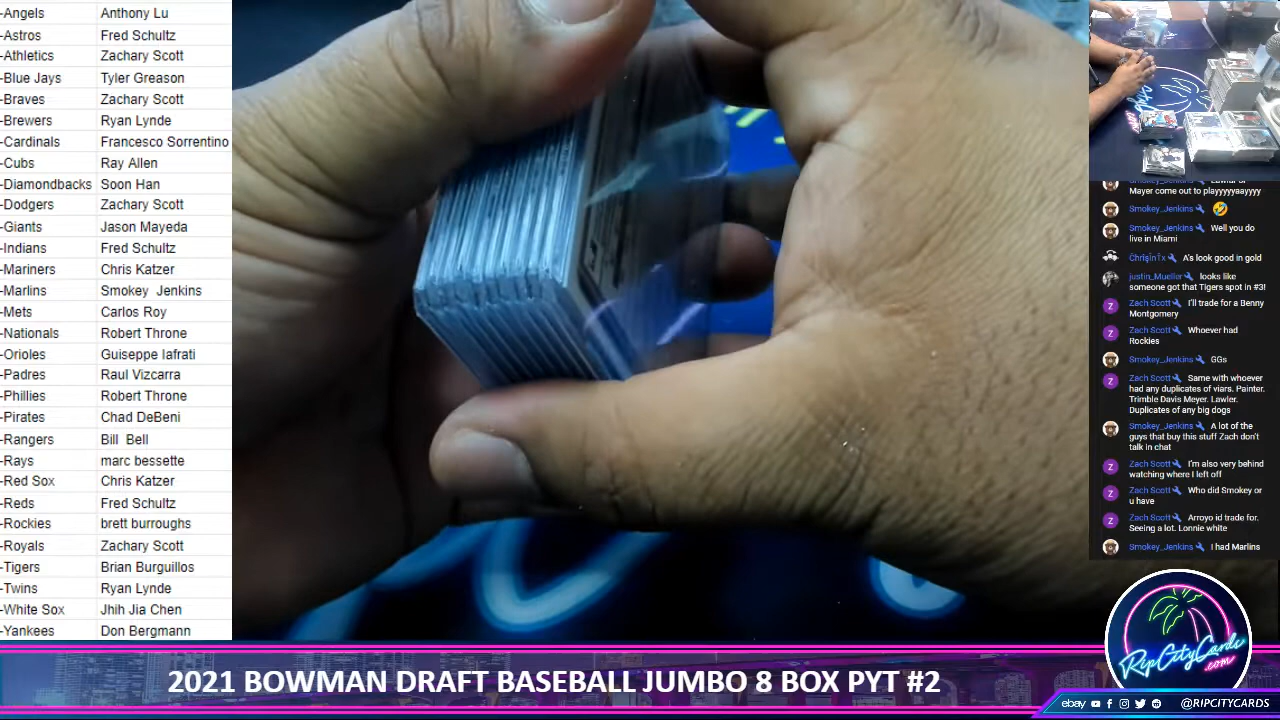 -Angels Anthony Lu
-Astros Fred Schultz
-Athletics Zachary Scott
-Blue Jays Tyler Greason
-Braves Zachary Scott
-Brewers Ryan Lynde
-Cardinals Francesco Sorrentino
-Cubs Ray Allen
-Diamondbacks Soon Han
-Dodgers Zachary Scott
-Giants Jason Mayeda
-Indians Fred Schultz
-Mariners Chris Katzer
-Marlins Smokey Jenkins
-Mets Carlos Roy
-Nationals Robert Throne
-Orioles Guiseppe Iafrati
-Padres Raul Vizcarra
-Phillies Robert Throne
-Pirates Chad DeBeni
-Rangers Bill Bell
-Rays marc bessette
-Red Sox Chris Katzer
-Reds Fred Schultz
-Rockies brett burroughs
-Royals Zachary Scott
-Tigers Brian Burguillos
-Twins Ryan Lynde
-White Sox Jhih Jia Chen
-Yankees Don Bergmann
Mayer come out to playyyyyaayyyy
Smokey_Jenkins 🤣
Smokey_Jenkins Well you do
live in Miami
A's look good in gold
justin_Mueller looks like
someone got that Tigers spot in #3!
Zach Scott I'll trade for a Benny
Montgomery
Zach Scott Whoever had
Rockies
Smokey_Jenkins GGs
Zach Scott Same with whoever
had any duplicates of viars. Painter.
Trimble Davis Meyer. Lawler.
Duplicates of any big dogs
Smokey_Jenkins A lot of the
guys that buy this stuff Zach don't
talk in chat
Zach Scott I'm also very behind
watching where I left off
Zach Scott Who did Smokey or
u have
Zach Scott Arroyo id trade for.
Seeing a lot. Lonnie white
Smokey_Jenkins I had Marlins
RipCityCards
.com
2021 BOWMAN DRAFT BASEBALL JUMBO 8 BOX PYT #2
ebay @RIPCITYCARDS